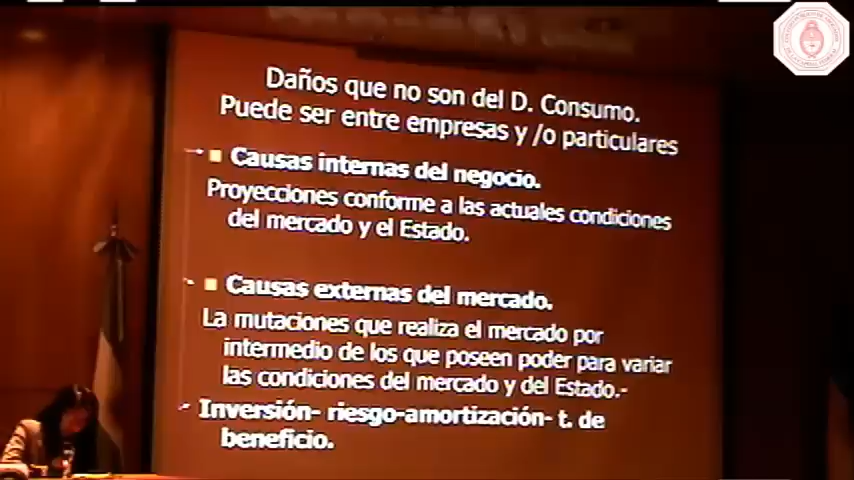 Daños que no son del D. Consumo.
Puede ser entre empresas y /o particulares
Causas internas del negocio.
Proyecciones conforme a las actuales condiciones
del mercado y el Estado.
Causas externas del mercado.
La mutaciones que realiza el mercado por
intermedio de los que poseen poder para variar
las condiciones del mercado y del Estado.-
Inversión- riesgo-amortización- t. de
beneficio.